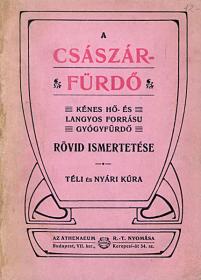 A
CSÁSZÁR-
FÜRDŐ
KÉNES HŐ- ÉS
LANGYOS FORRÁSU
GYÓGYFÜRDŐ
RÖVID ISMERTETÉSE
TÉLI ÉS NYÁRI KÚRA
AZ ATHENAEUM R.-T. NYOMÁSA
Budapest, VII. ker., Kerepesi-út 54. sz.